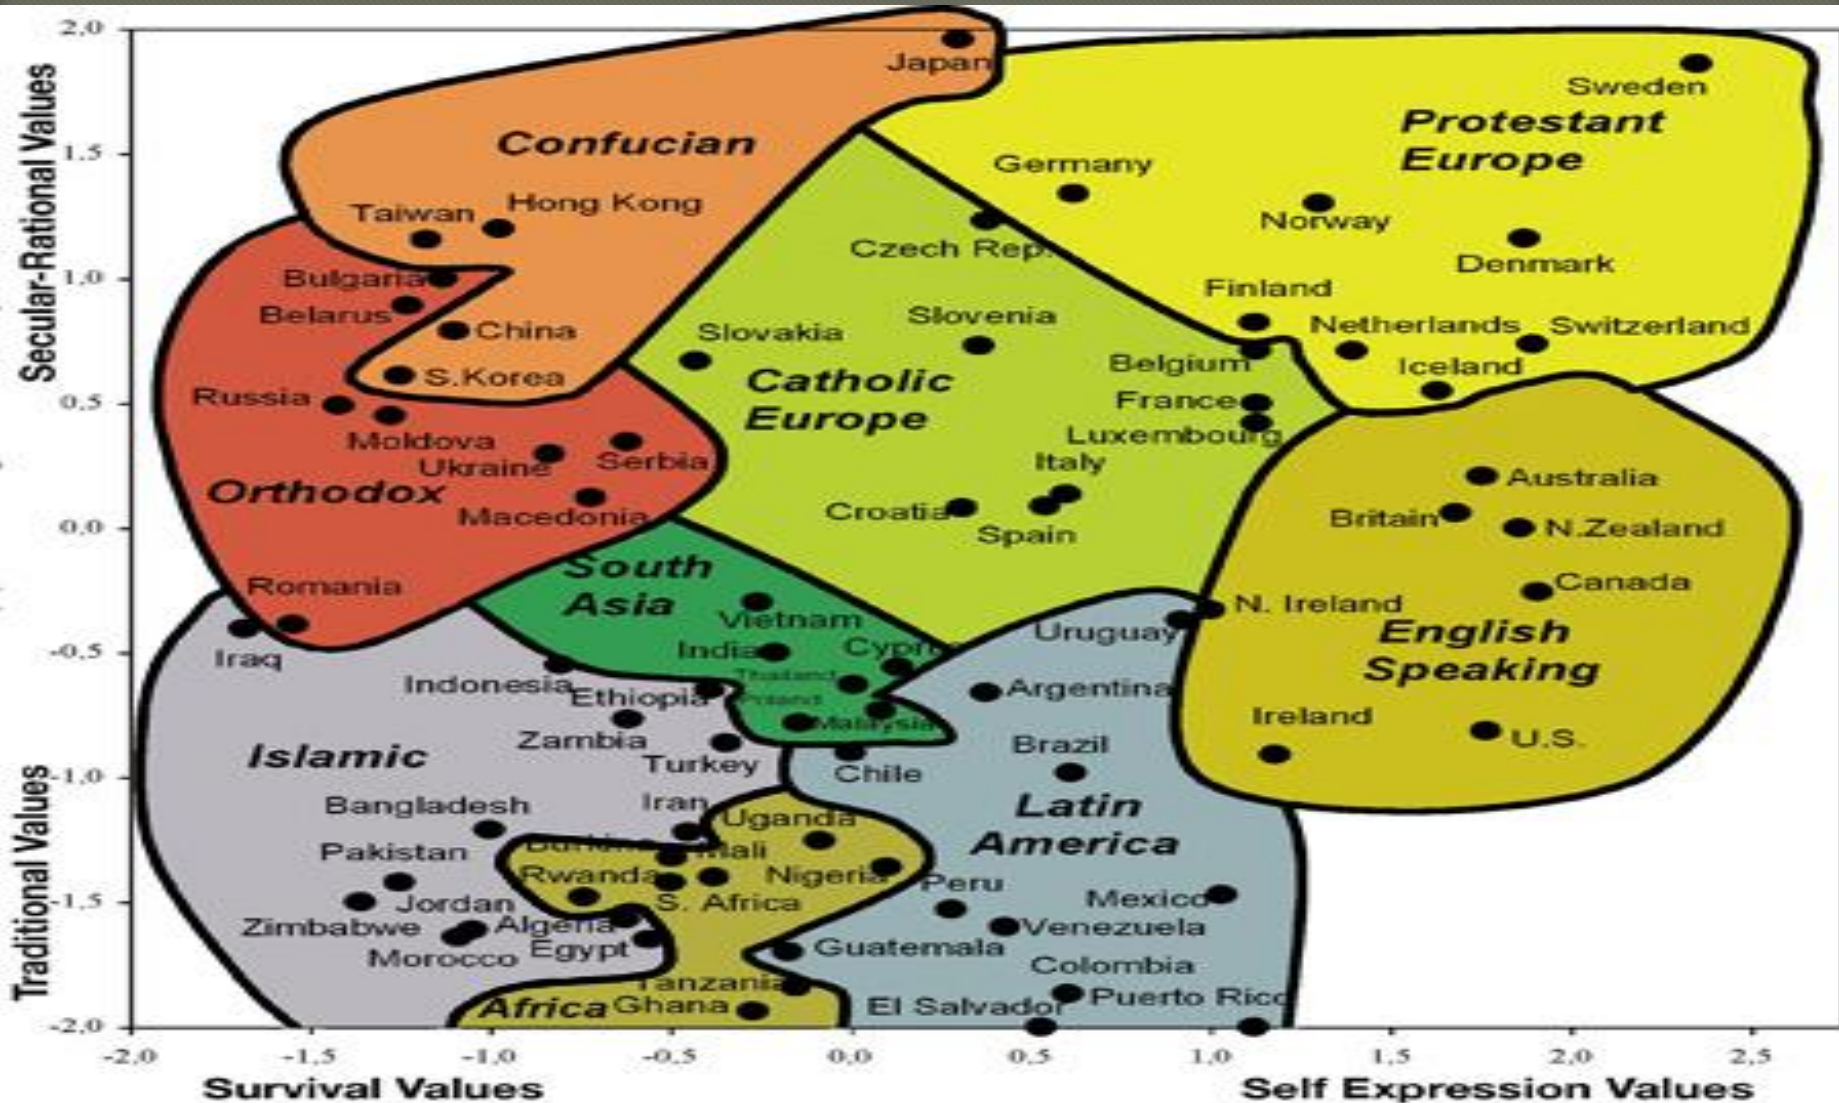 2.0
Japan
Sweden
Protestant
Europe
Confucian
1.5
Germany
Hong Kong
Taiwan
Norway
Czech Rep.
Denmark
1.0
Bulgaria
Finland
Belarus
China
Slovenia
Slovakia
Netherlands
Switzerland
Belgium
Iceland
S.Korea
Catholic
Europe
Russia
0.5
France
Moldova
Luxembourg
Ukraine
Serbia
Italy
Australia
Orthodox
Croatia
Macedonia
Britain
0,0
N.Zealand
Spain
South
Asia
Romania
Canada
Vietnam
N. Ireland
Uruguay
English
Speaking
-0.5
Iraq
India
Cypru
Thailand
Indonesia
Ethiopia
Poland
Argentina
Malaysia
Ireland
Zambia
Turkey
Islamic
Brazil
U.S.
-1,0
Chile
Bangladesh
Iran
Latin
America
Uganda
Pakistan
Burkina
Mali
Rwanda
Nigeria
Peru
-1.5
Jordan
S. Africa
Mexico
Zimbabwe
Algeria
Venezuela
Morocco
Egypt
Guatemala
Colombia
Tanzania
Puerto Rico
Africa
Ghana
El Salvador
-2,0
-2,0 -1,5 -1,0 -0,5 0,0 0,5 1,0 1,5 2,0 2,5
Survival Values
Self Expression Values
Secular-Rational Values
Traditional Values